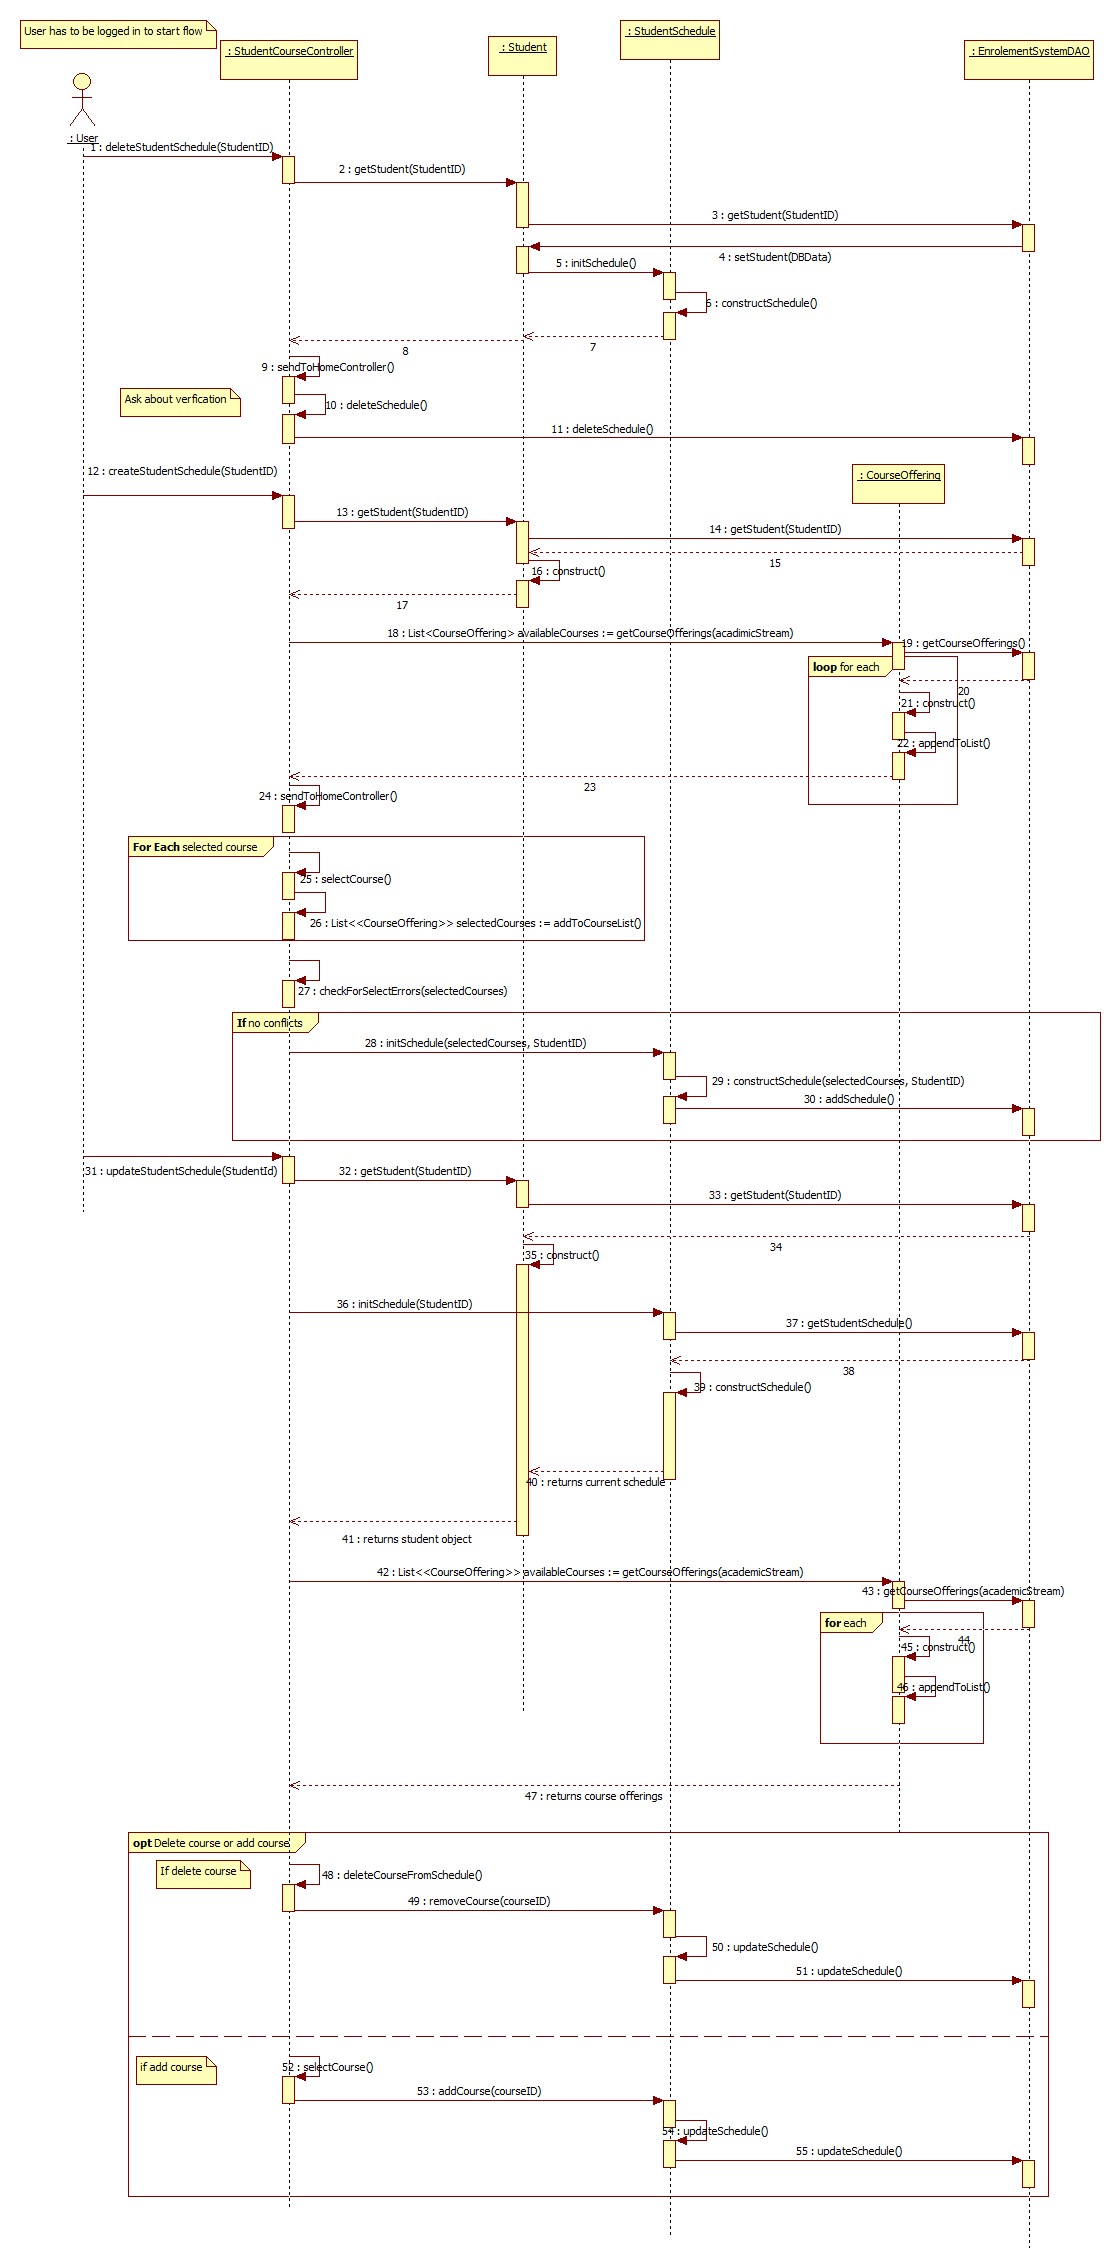 User has to be logged in to start flow
: StudentCourseController
: Student
: StudentSchedule
: EnrolementSystemDAO
: User
1 : deleteStudentSchedule(StudentID)
2 : getStudent(StudentID)
3 : getStudent(StudentID)
4 : setStudent(DBData)
5 : initSchedule()
6 : constructSchedule()
7
8
9 : sendToHomeController()
Ask about verfication
10 : deleteSchedule()
11 : deleteSchedule()
12 : createStudentSchedule(StudentID)
: CourseOffering
13 : getStudent(StudentID)
14 : getStudent(StudentID)
15
16 : construct()
17
18 : List<CourseOffering> availableCourses := getCourseOfferings(acadimicStream)
19 : getCourseOfferings()
loop for each
20
21 : construct()
22 : appendToList()
23
24 : sendToHomeController()
For Each selected course
25 : selectCourse()
26 : List<<CourseOffering>> selectedCourses := addToCourseList()
27 : checkForSelectErrors(selectedCourses)
If no conflicts
28 : initSchedule(selectedCourses, StudentID)
29 : constructSchedule(selectedCourses, StudentID)
30 : addSchedule()
31 : updateStudentSchedule(StudentId)
32 : getStudent(StudentID)
33 : getStudent(StudentID)
34
35 : construct()
36 : initSchedule(StudentID)
37 : getStudentSchedule()
38
39 : constructSchedule()
40 : returns current schedule
41 : returns student object
42 : List<<CourseOffering>> availableCourses := getCourseOfferings(academicStream)
43 : getCourseOfferings(academicStream)
for each
44
45 : construct()
46 : appendToList()
47 : returns course offerings
opt Delete course or add course
If delete course
48 : deleteCourseFromSchedule()
49 : removeCourse(courseID)
50 : updateSchedule()
51 : updateSchedule()
if add course
52 : selectCourse()
53 : addCourse(courseID)
54 : updateSchedule()
55 : updateSchedule()